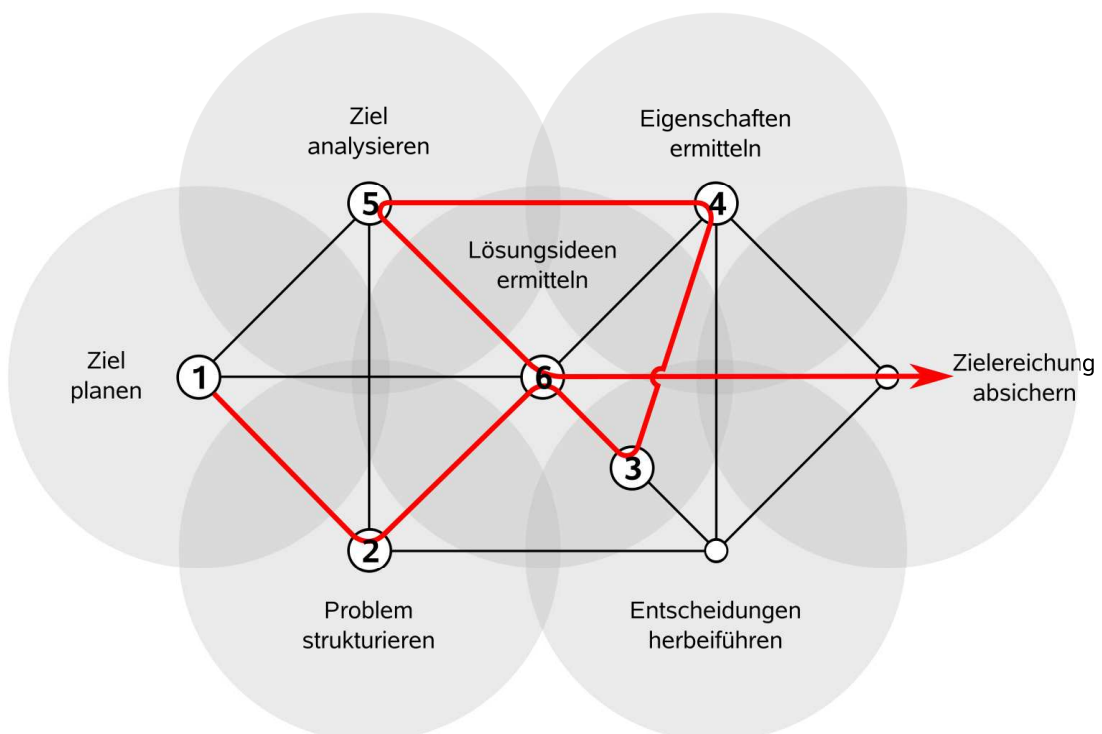 Ziel
analysieren
Eigenschaften
ermitteln
5
4
Lösungsideen
ermitteln
Ziel
planen
1
6
Zielereichung
absichern
3
2
Problem
strukturieren
Entscheidungen
herbeiführen